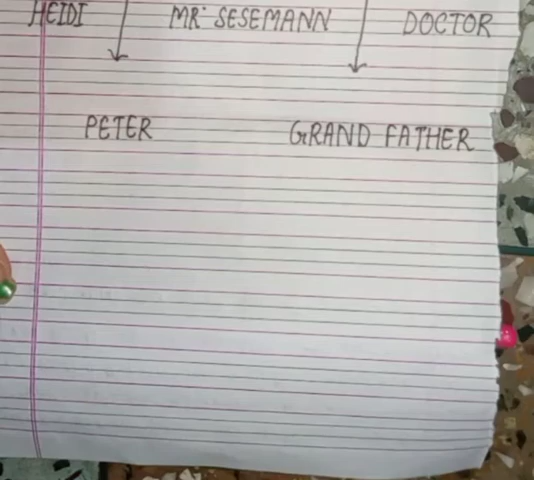 HEIDI MR. SESEMANN DOCTOR
PETER GRAND FATHER